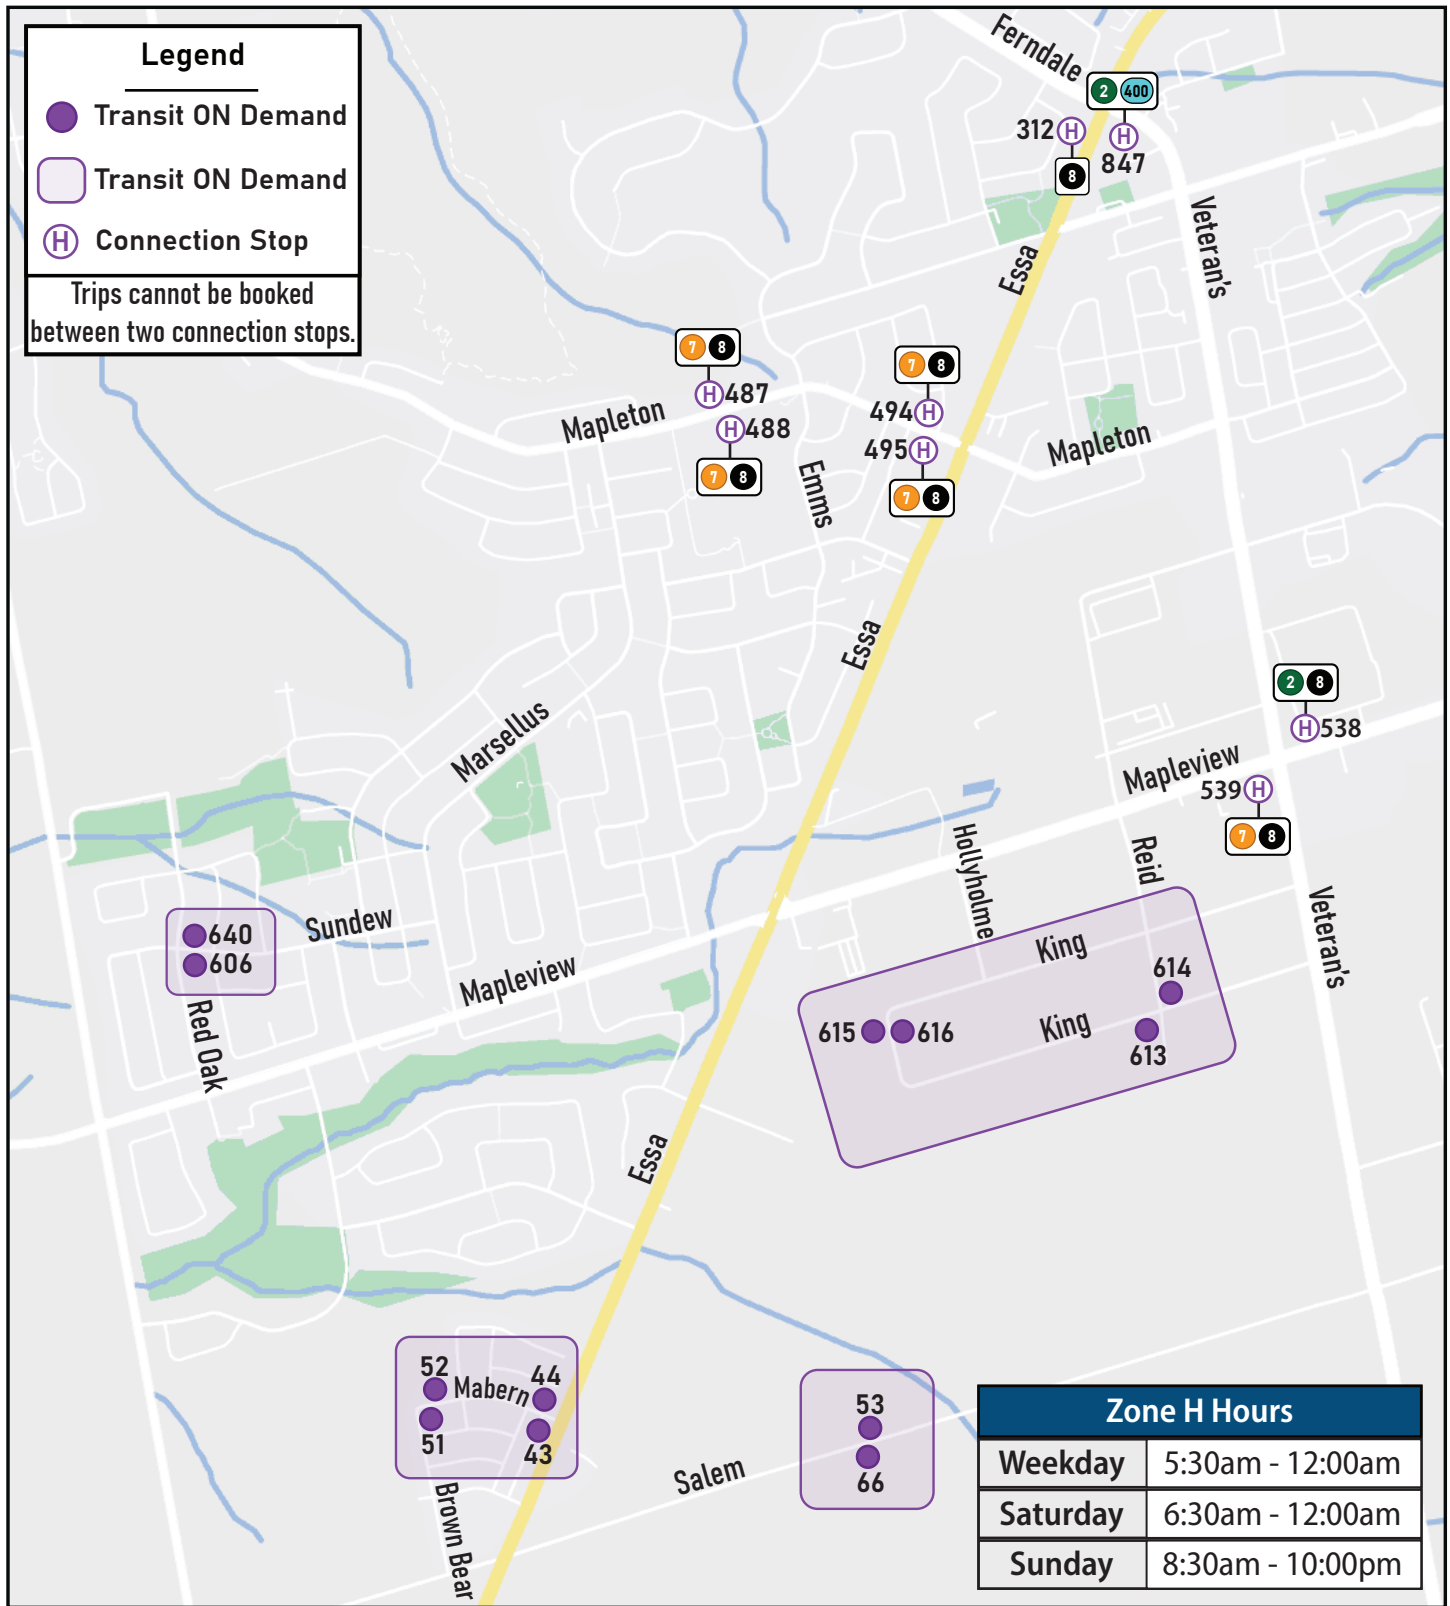 Legend
Transit ON Demand
Transit ON Demand
H Connection Stop
Trips cannot be booked
between two connection stops.
Ferndale
2 400
312 H
H
847
8
Veteran's
Essa
7 8
H 487
Mapleton
H 488
7 8
7 8
494 H
495 H
7 8
Mapleton
Emms
Essa
2 8
H 538
Marsellus
Mapleview
539 H
7 8
Hollyholme
Reid
Veteran's
640
606
Sundew
Red Oak
Mapleview
King
614
615
616
King
613
Essa
52
Mabern
44
51
43
Brown Bear
53
66
Salem
Zone H Hours
Weekday 5:30am - 12:00am
Saturday 6:30am - 12:00am
Sunday 8:30am - 10:00pm